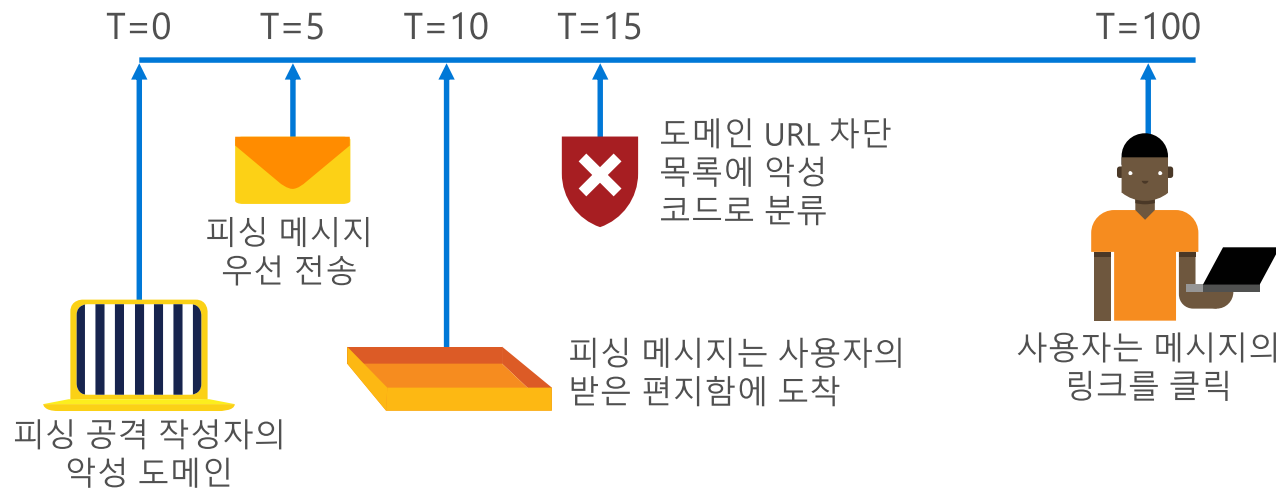 T=0
T=5
T=10
T=15
T=100
피싱 공격 작성자의
악성 도메인
피싱 메시지
우선 전송
피싱 메시지는 사용자의
받은 편지함에 도착
도메인 URL 차단
목록에 악성
코드로 분류
사용자는 메시지의
링크를 클릭